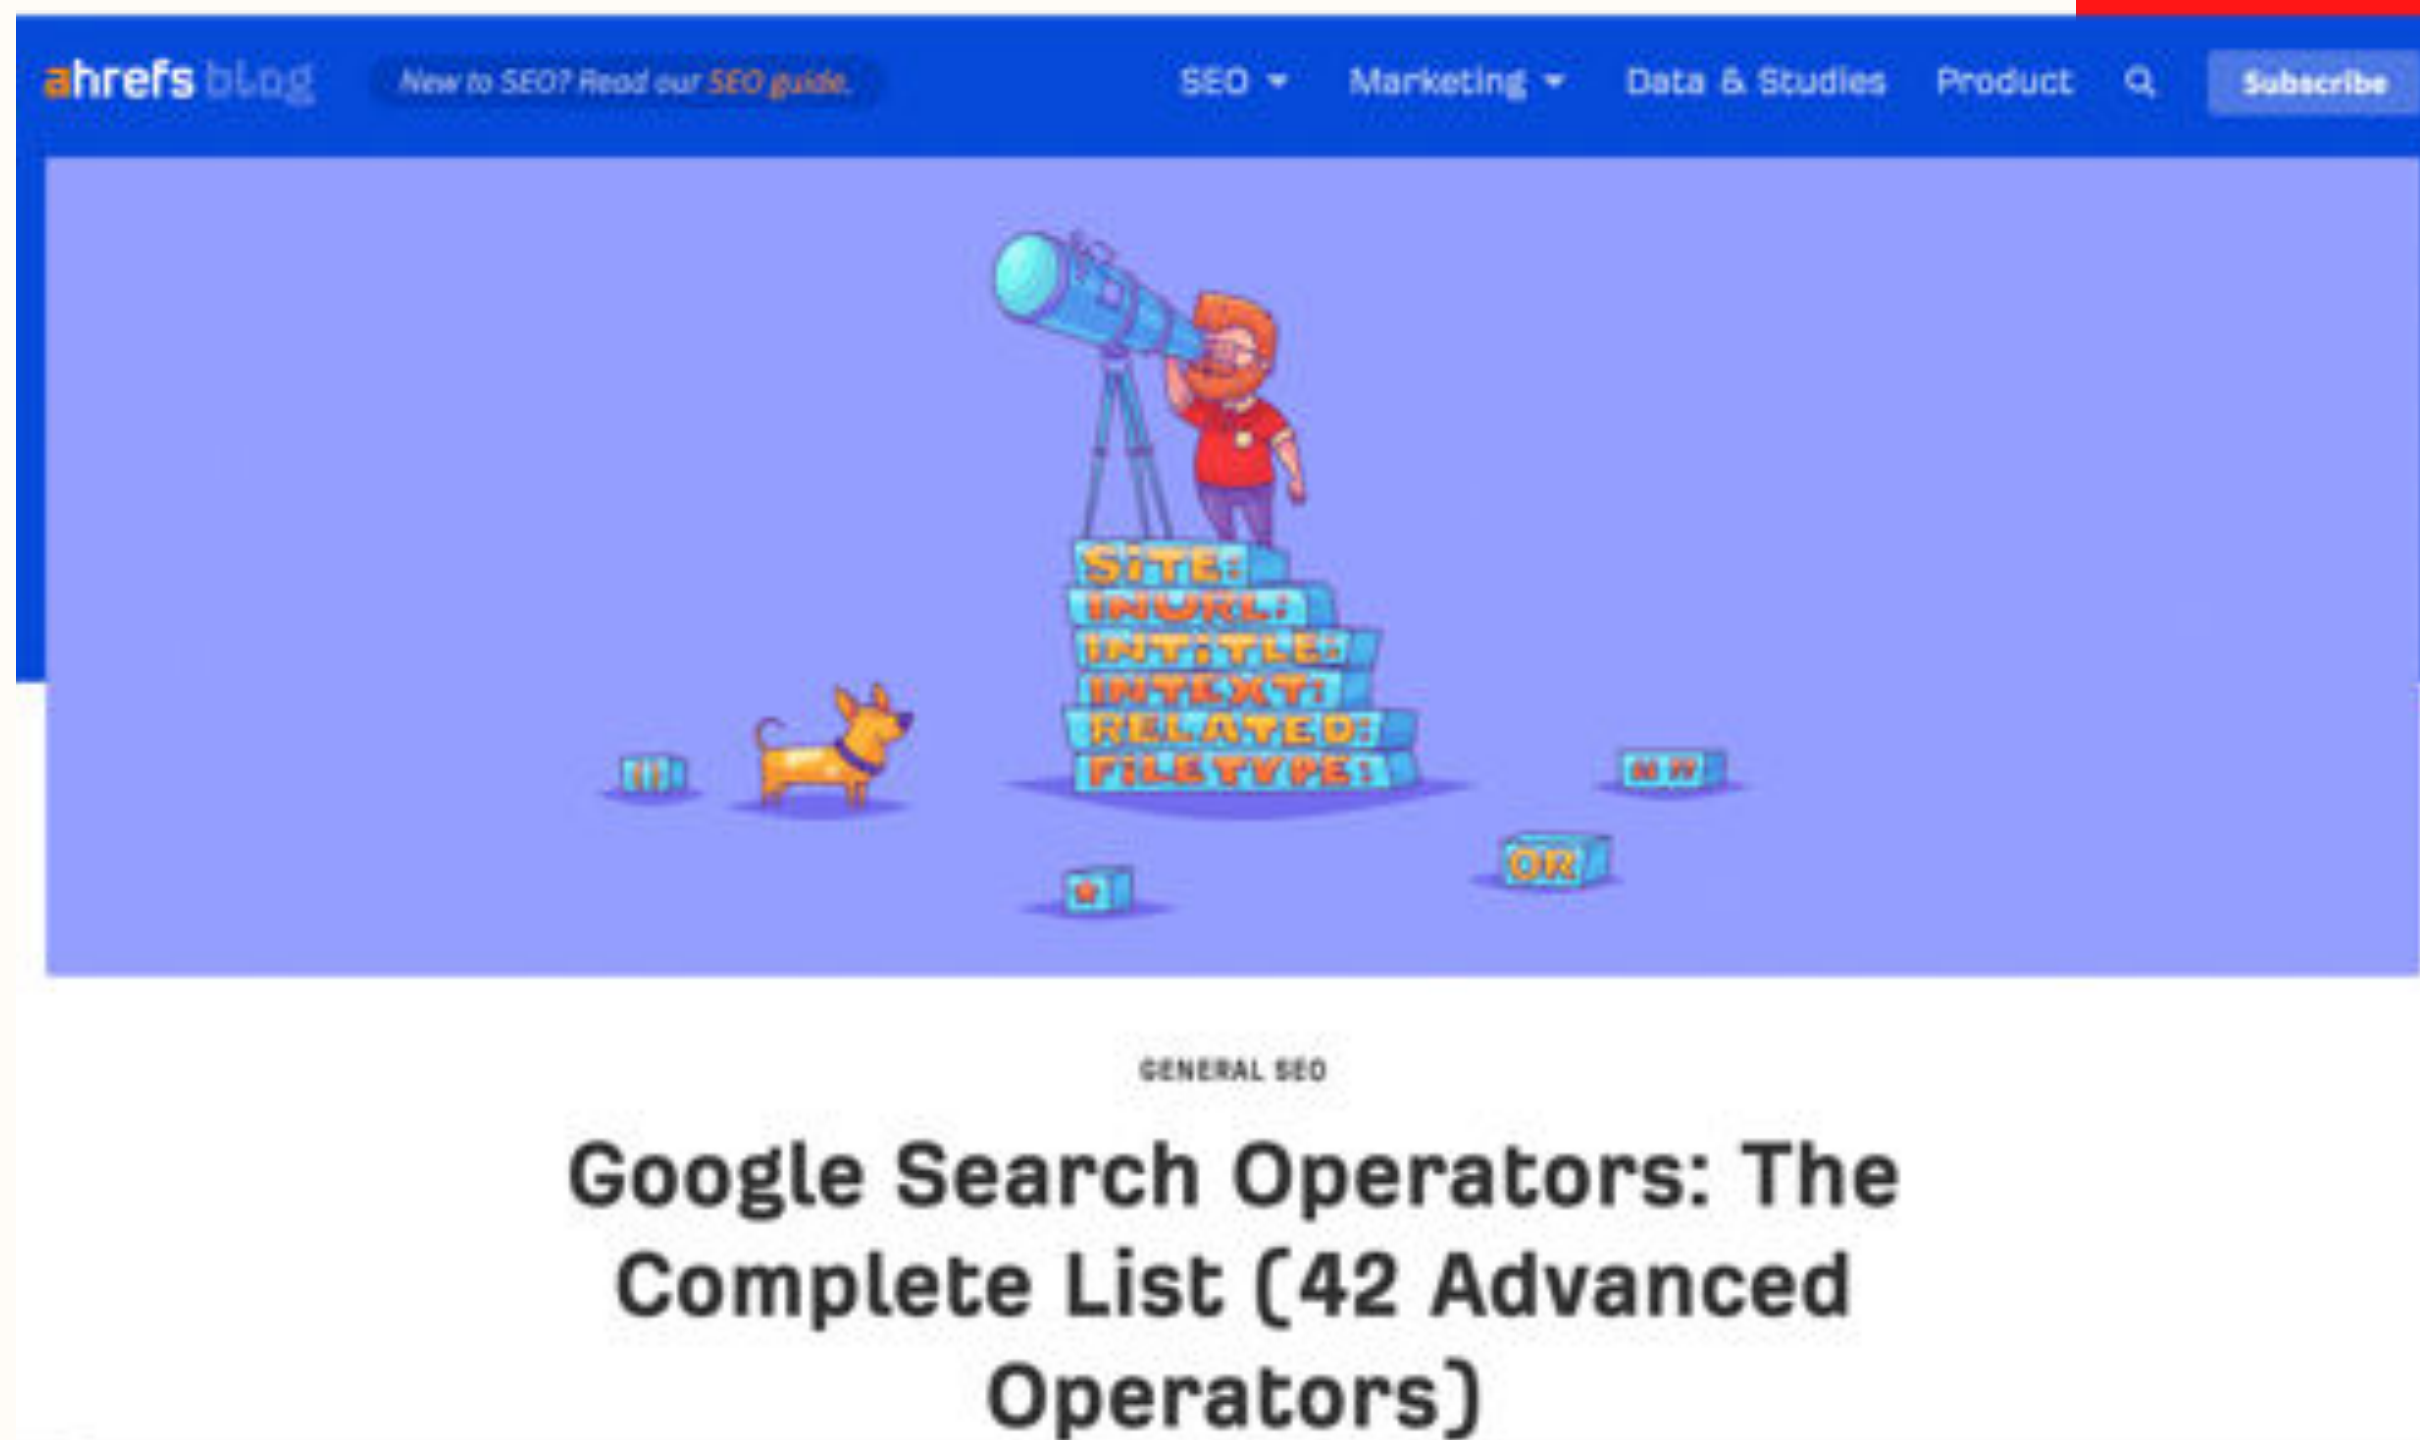 ahrefs blog New to SEO? Read our SEO guide. SEO Marketing Data & Studies Product Subscribe
SiTE:
INURL:
INTiTLE:
INTEXT:
RELATED:
FiLETYPE:
( )
“ ”
OR
*
GENERAL SEO
Google Search Operators: The
Complete List (42 Advanced
Operators)